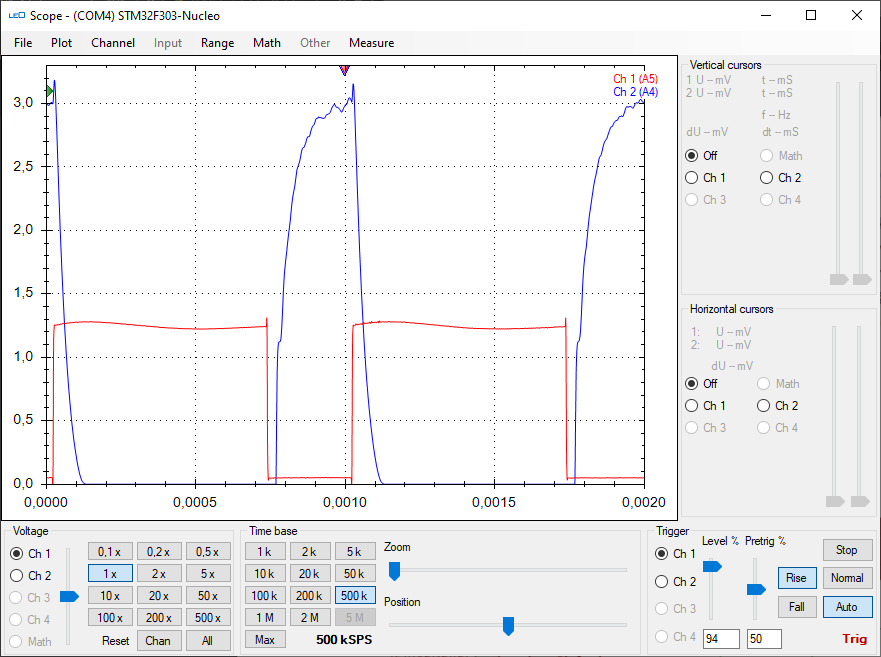 LEO Scope - (COM4) STM32F303-Nucleo
File Plot Channel Input Range Math Other Measure
Ch 1 (A5)
Ch 2 (A4)
3,0
2,5
2,0
1,5
1,0
0,5
0,0
0,0000 0,0005 0,0010 0,0015 0,0020
Vertical cursors
1 U -- mV t -- mS
2 U -- mV t -- mS
f -- Hz
dU -- mV dt -- mS
Off Math
Ch 1 Ch 2
Ch 3 Ch 4
Horizontal cursors
1: U -- mV
2: U -- mV
dU -- mV
Off Math
Ch 1 Ch 2
Ch 3 Ch 4
Voltage
Ch 1 0,1 x 0,2 x 0,5 x
Ch 2 1 x 2 x 5 x
Ch 3 10 x 20 x 50 x
Ch 4 100 x 200 x 500 x
Math Reset Chan All
Time base
1 k 2 k 5 k
10 k 20 k 50 k
100 k 200 k 500 k
1 M 2 M 5 M
Max 500 kSPS
Zoom
Position
Trigger
Level % Pretrig %
Ch 1 Stop
Ch 2 Rise Normal
Ch 3 Fall Auto
Ch 4 94 50 Trig